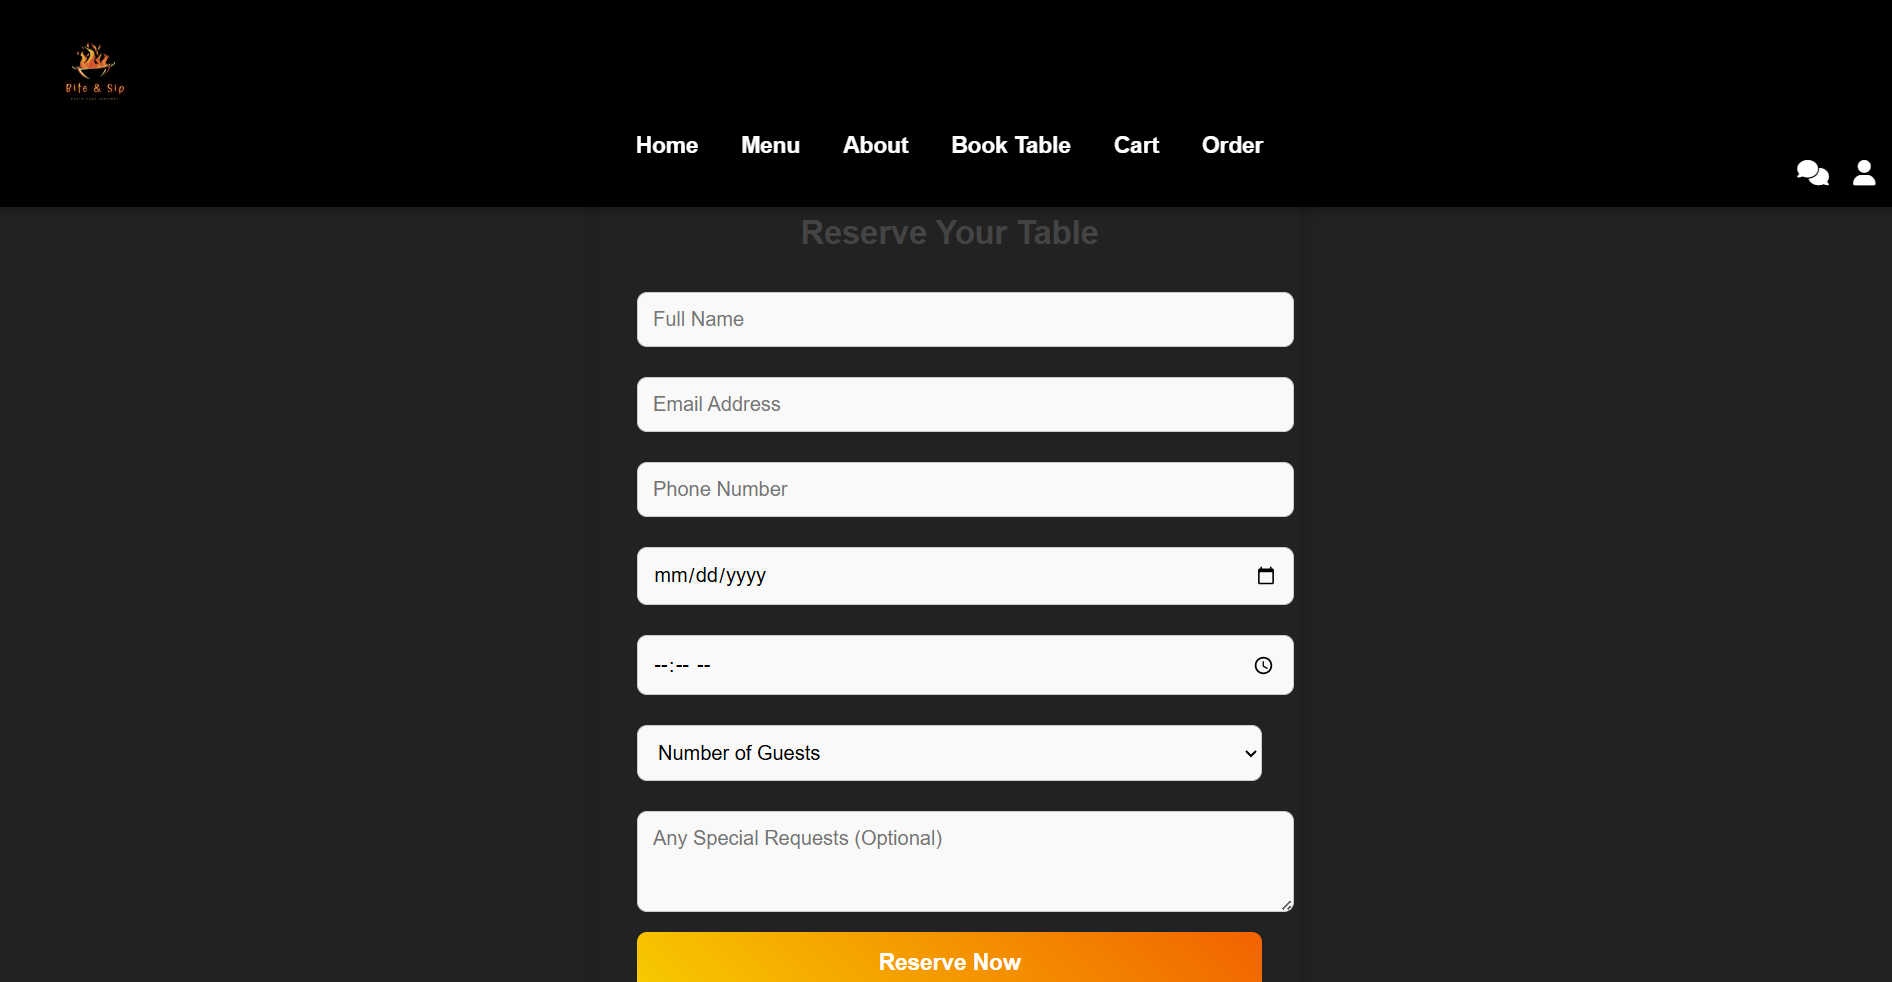 Bite & Sip
Home Menu About Book Table Cart Order
Reserve Your Table
Full Name
Email Address
Phone Number
mm/dd/yyyy
--:-- --
Number of Guests
Any Special Requests (Optional)
Reserve Now